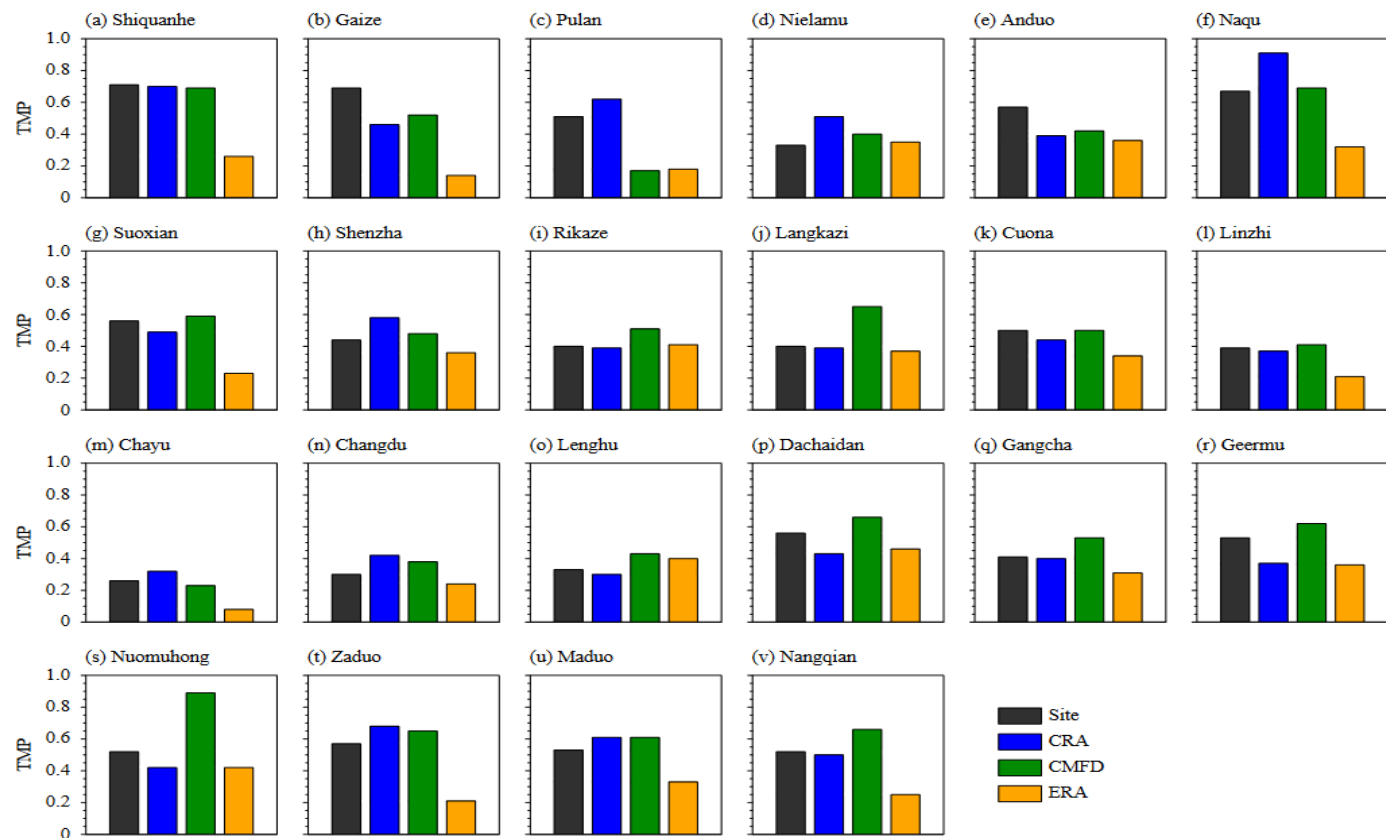 (a) Shiquanhe (b) Gaize (c) Pulan (d) Nielamu (e) Anduo (f) Naqu
1.0
0.8
0.6
0.4
0.2
0
TMP
(g) Suoxian (h) Shenzha (i) Rikaze (j) Langkazi (k) Cuona (l) Linzhi
1.0
0.8
0.6
0.4
0.2
0
TMP
(m) Chayu (n) Changdu (o) Lenghu (p) Dachaidan (q) Gangcha (r) Geermu
1.0
0.8
0.6
0.4
0.2
0
TMP
(s) Nuomuhong (t) Zaduo (u) Maduo (v) Nangqian
1.0
0.8
0.6
0.4
0.2
0
TMP
Site
CRA
CMFD
ERA